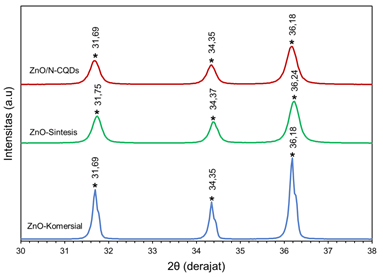 Intensitas (a.u)
ZnO/N-CQDs
* 31,69
* 34,35
* 36,18
ZnO-Sintesis
* 31,75
* 34,37
* 36,24
ZnO-Komersial
* 31,69
* 34,35
* 36,18
30 31 32 33 34 35 36 37 38
2θ (derajat)